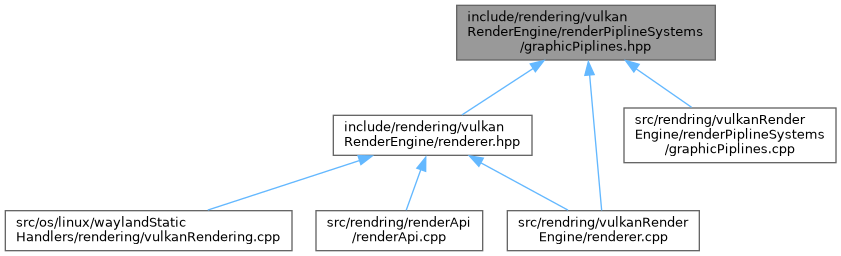 include/rendering/vulkan
RenderEngine/renderPiplineSystems
/graphicPiplines.hpp
include/rendering/vulkan
RenderEngine/renderer.hpp
src/rendring/vulkanRender
Engine/renderPiplineSystems
/graphicPiplines.cpp
src/os/linux/waylandStatic
Handlers/rendering/vulkanRendering.cpp
src/rendring/renderApi
/renderApi.cpp
src/rendring/vulkanRender
Engine/renderer.cpp